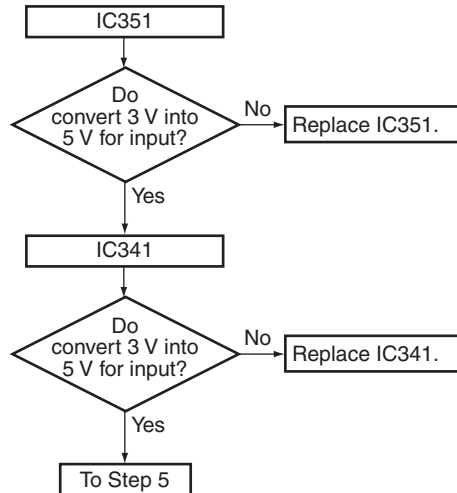 IC351
Do
convert 3 V into
5 V for input?
No
Replace IC351.
Yes
IC341
Do
convert 3 V into
5 V for input?
No
Replace IC341.
Yes
To Step 5